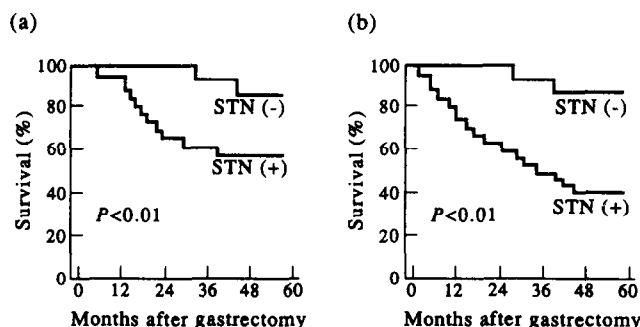 (a)
(b)
100
80
60
40
20
0
Survival (%)
STN (-)
STN (+)
P<0.01
0 12 24 36 48 60
Months after gastrectomy
100
80
60
40
20
0
Survival (%)
STN (-)
STN (+)
P<0.01
0 12 24 36 48 60
Months after gastrectomy